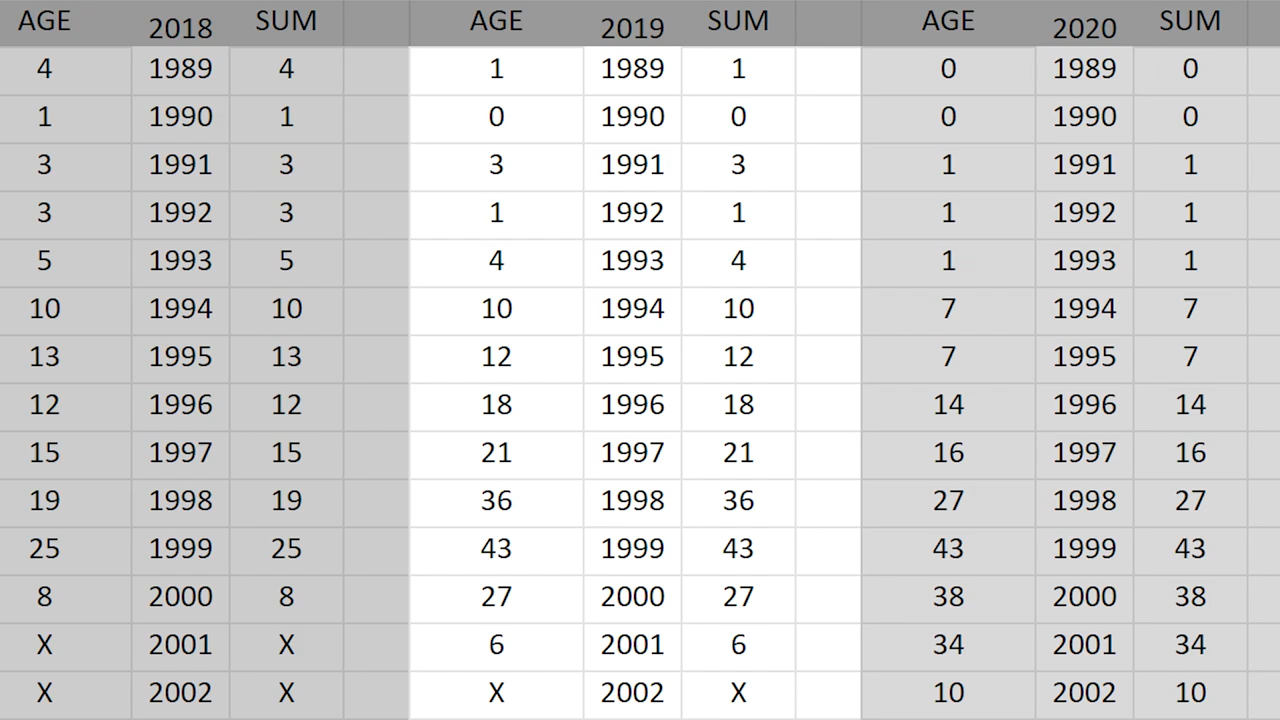 AGE 2018 SUM AGE 2019 SUM AGE 2020 SUM
4 1989 4 1 1989 1 0 1989 0
1 1990 1 0 1990 0 0 1990 0
3 1991 3 3 1991 3 1 1991 1
3 1992 3 1 1992 1 1 1992 1
5 1993 5 4 1993 4 1 1993 1
10 1994 10 10 1994 10 7 1994 7
13 1995 13 12 1995 12 7 1995 7
12 1996 12 18 1996 18 14 1996 14
15 1997 15 21 1997 21 16 1997 16
19 1998 19 36 1998 36 27 1998 27
25 1999 25 43 1999 43 43 1999 43
8 2000 8 27 2000 27 38 2000 38
X 2001 X 6 2001 6 34 2001 34
X 2002 X X 2002 X 10 2002 10